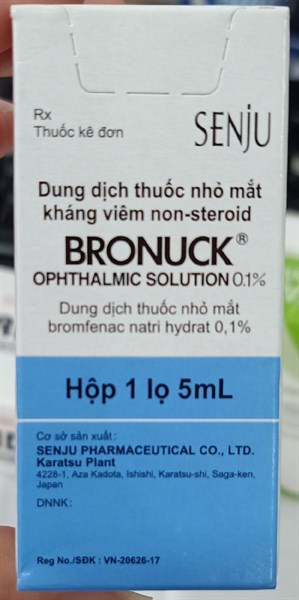 Rx
Thuốc kê đơn
SENJU
Dung dịch thuốc nhỏ mắt
kháng viêm non-steroid
BRONUCK®
OPHTHALMIC SOLUTION 0.1%
Dung dịch thuốc nhỏ mắt
bromfenac natri hydrat 0,1%
Hộp 1 lọ 5mL
Cơ sở sản xuất:
SENJU PHARMACEUTICAL CO., LTD.
Karatsu Plant
4228-1, Aza Kadota, Ishishi, Karatsu-shi, Saga-ken,
Japan
DNNK:
Reg No./SĐK : VN-20626-17